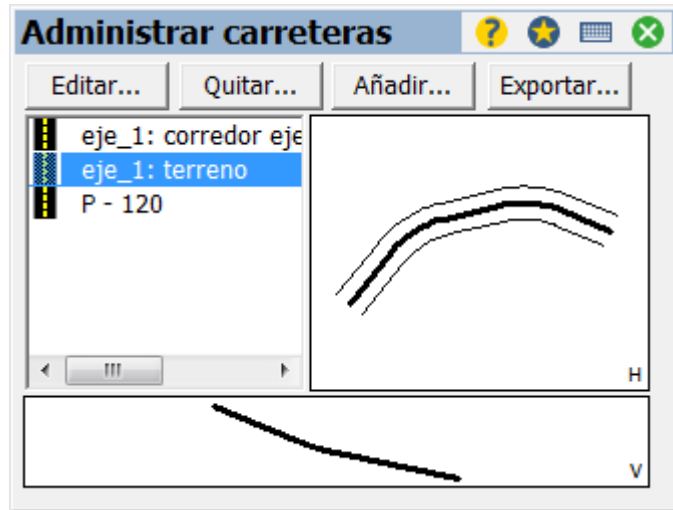 Administrar carreteras
Editar... Quitar... Añadir... Exportar...
eje_1: corredor eje
eje_1: terreno
P - 120
H
V